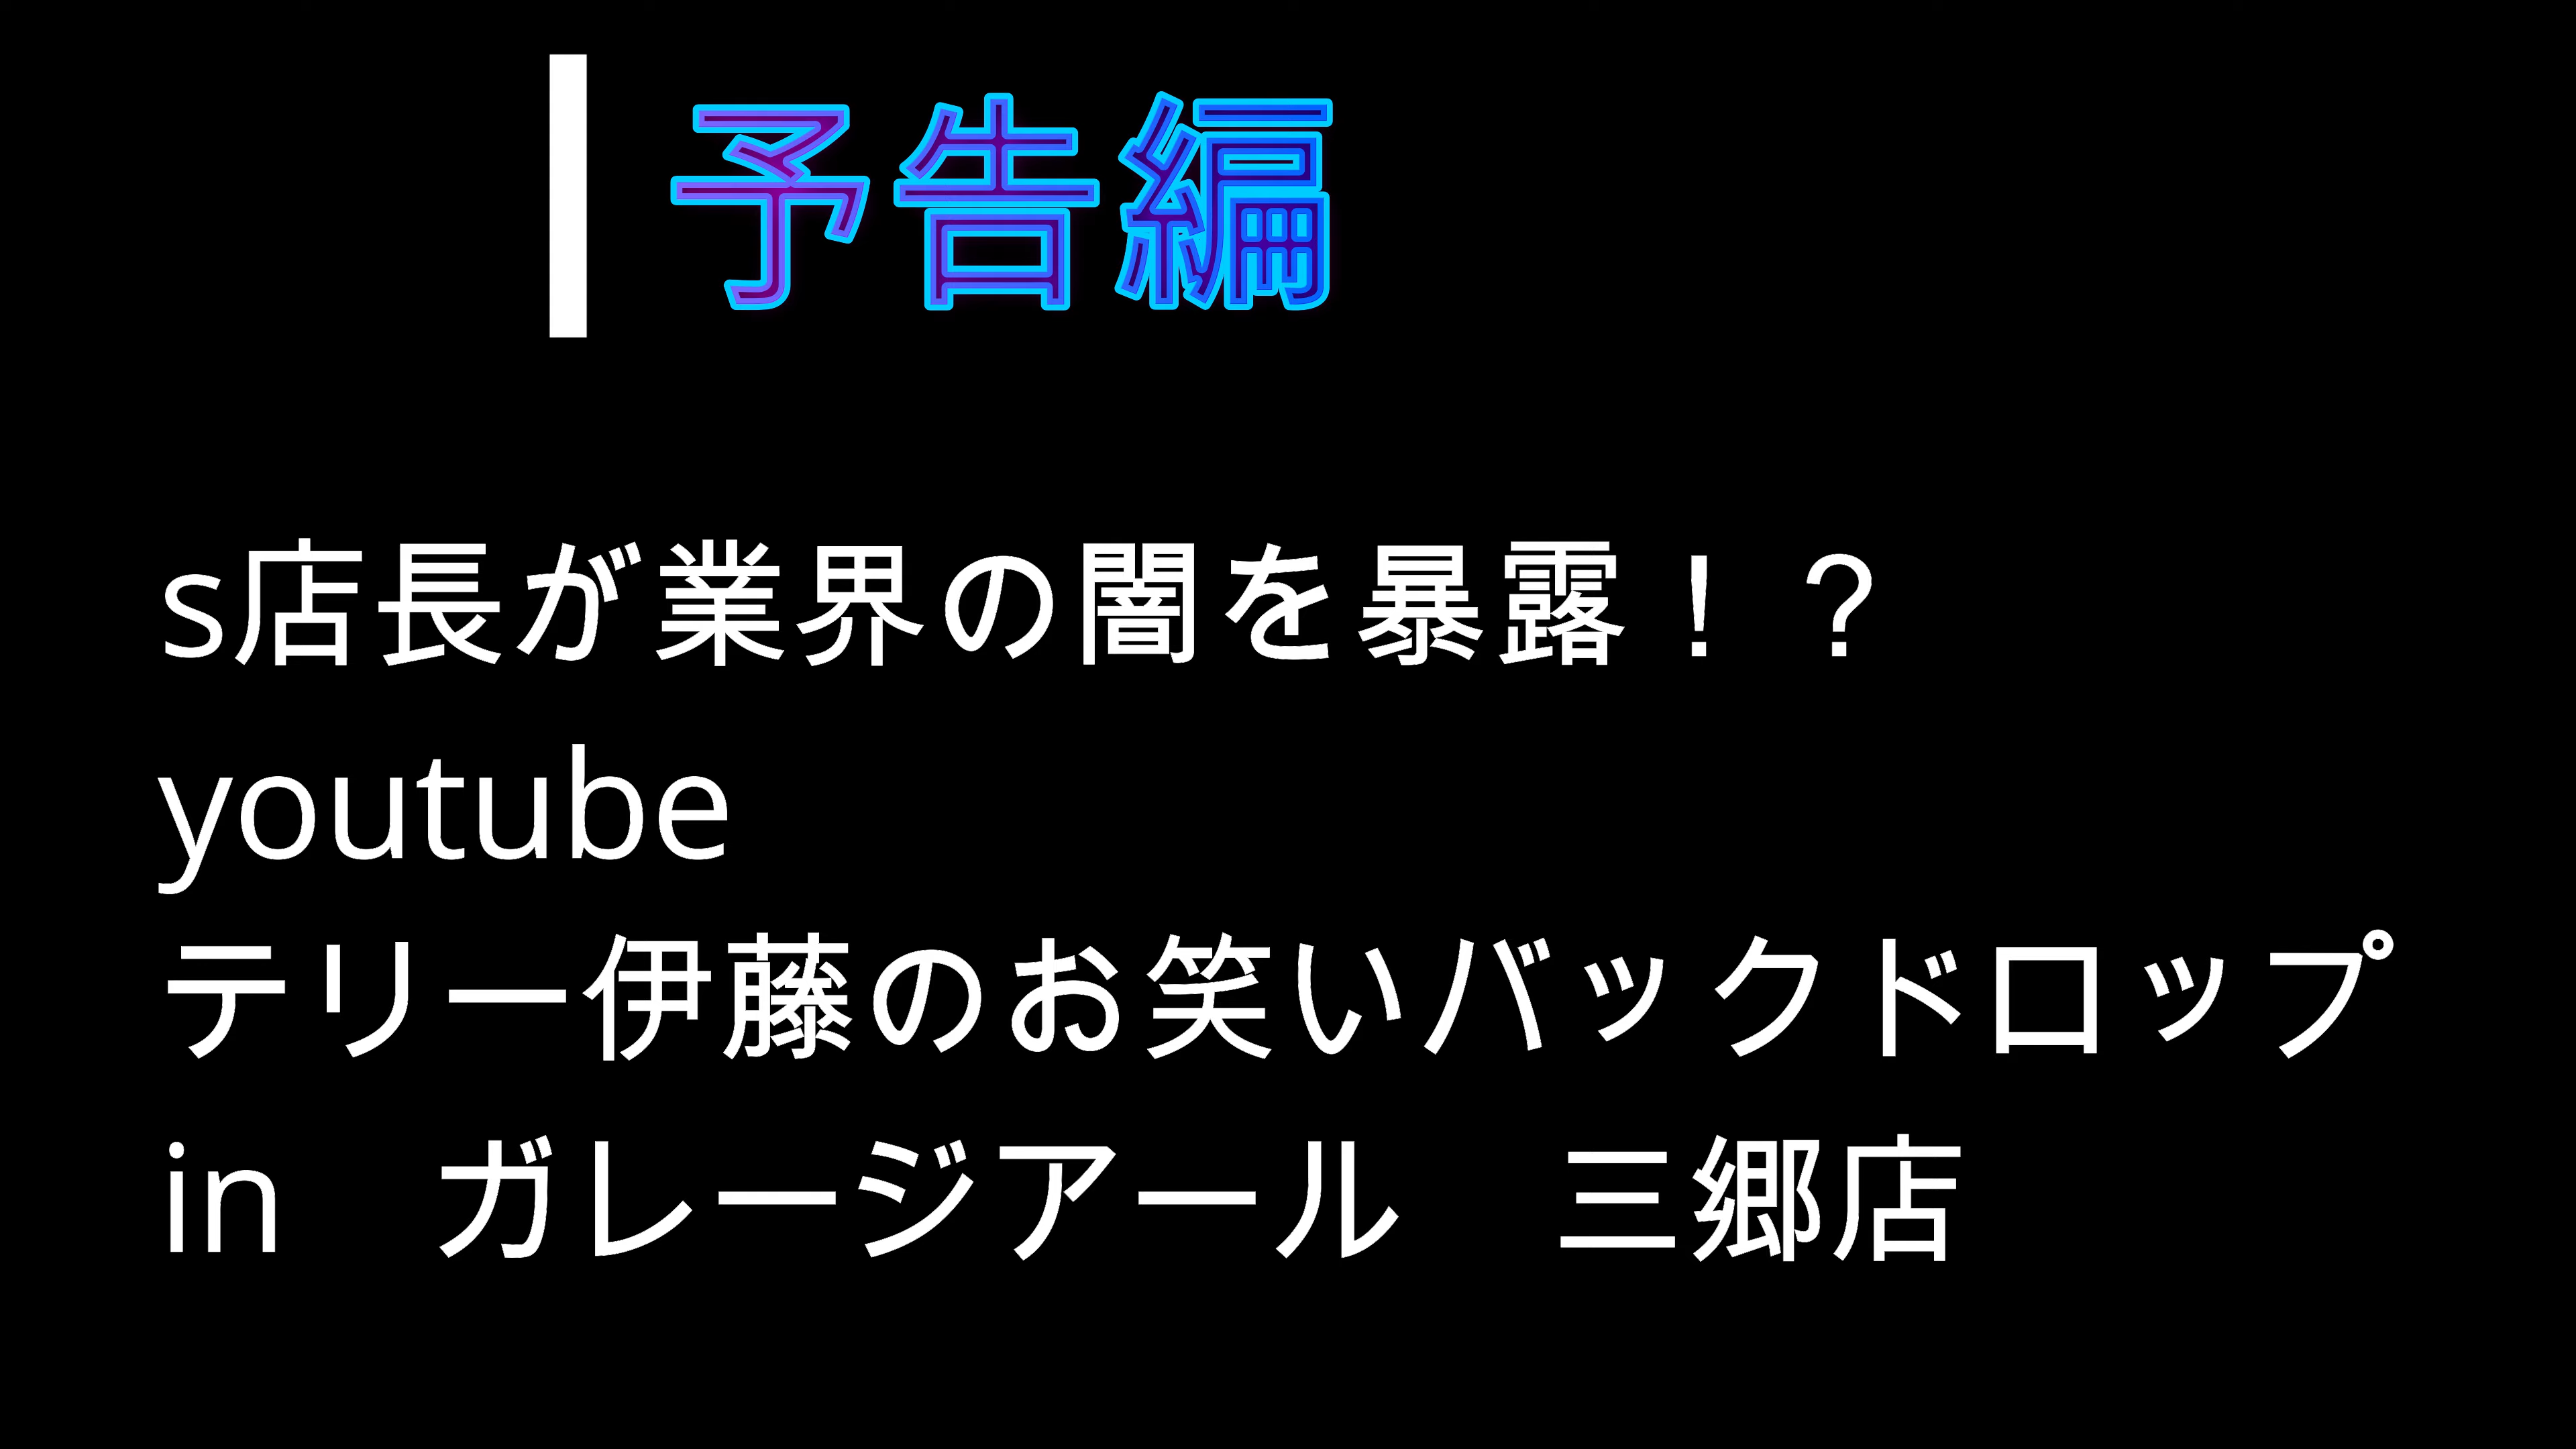 予告編
s店長が業界の闇を暴露！？
youtube
テリー伊藤のお笑いバックドロップ
in　ガレージアール　三郷店